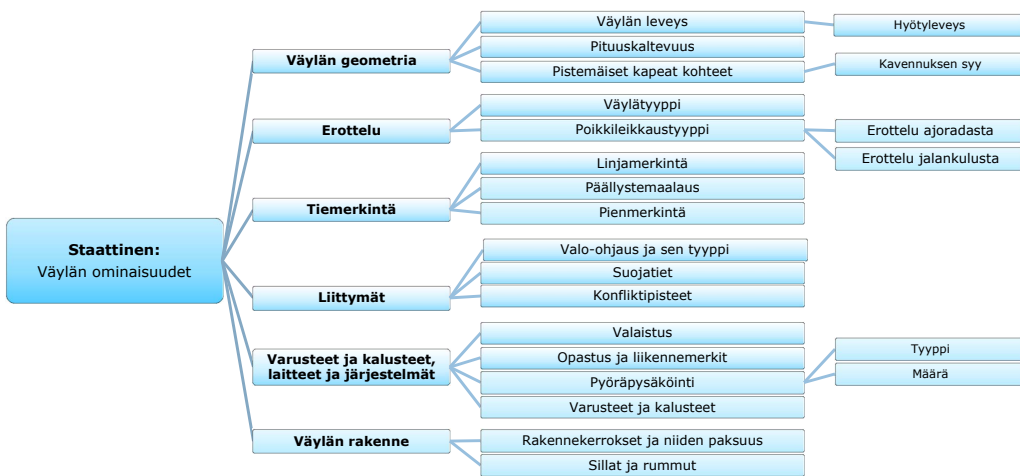 Staattinen:
Väylän ominaisuudet
Väylän geometria
Väylän leveys
Hyötyleveys
Pituuskaltevuus
Pistemäiset kapeat kohteet
Kavennuksen syy
Erottelu
Väylätyyppi
Poikkileikkaustyyppi
Erottelu ajoradasta
Erottelu jalankulusta
Tiemerkintä
Linjamerkintä
Päällystemaalaus
Pienmerkintä
Liittymät
Valo-ohjaus ja sen tyyppi
Suojatiet
Konfliktipisteet
Varusteet ja kalusteet,
laitteet ja järjestelmät
Valaistus
Opastus ja liikennemerkit
Pyöräpysäköinti
Tyyppi
Määrä
Varusteet ja kalusteet
Väylän rakenne
Rakennekerrokset ja niiden paksuus
Sillat ja rummut